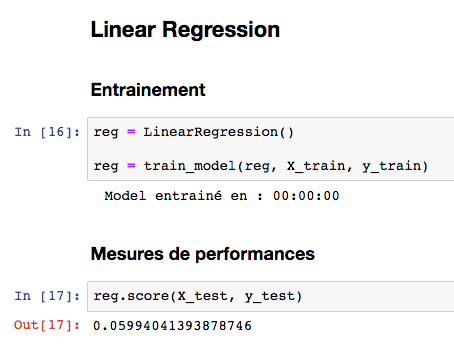 Linear Regression
Entrainement
In [16]: reg = LinearRegression()
reg = train_model(reg, X_train, y_train)
Model entrainé en : 00:00:00
Mesures de performances
In [17]: reg.score(X_test, y_test)
Out[17]: 0.05994041393878746